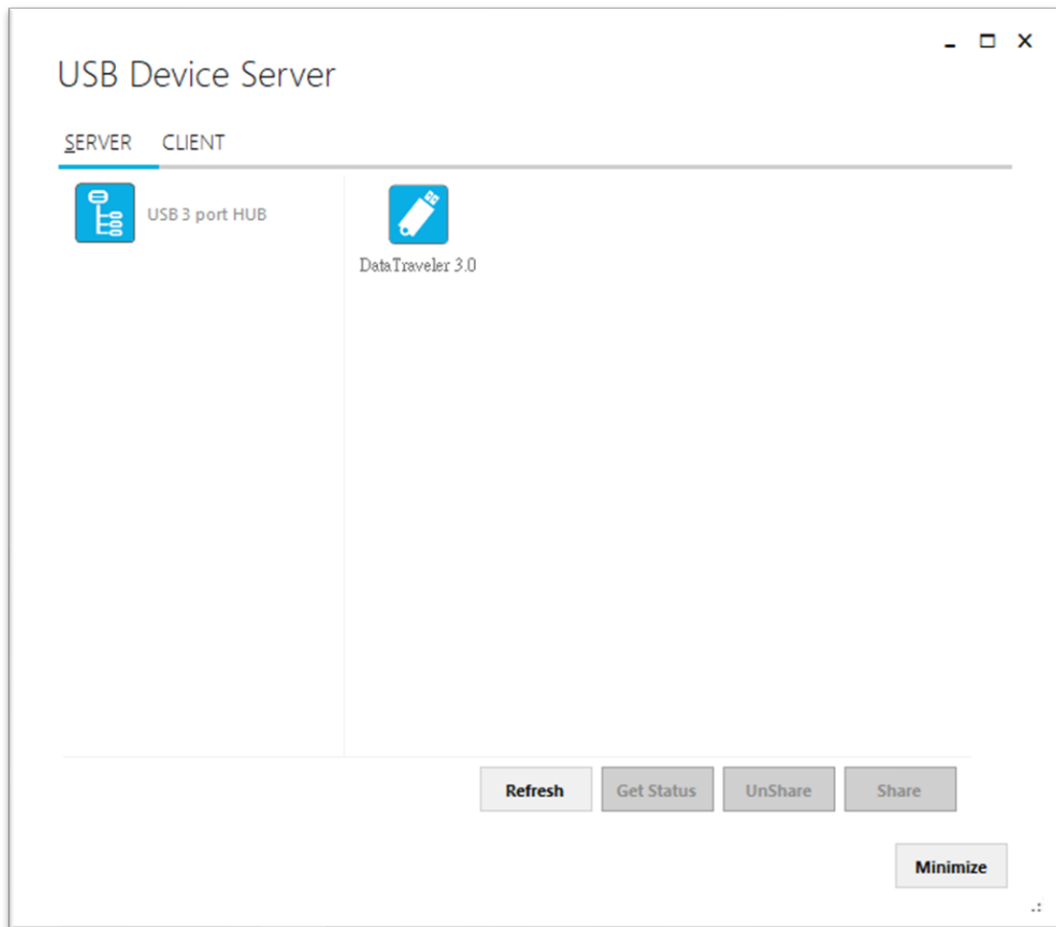 USB Device Server
SERVER CLIENT
USB 3 port HUB
DataTraveler 3.0
Refresh Get Status UnShare Share
Minimize